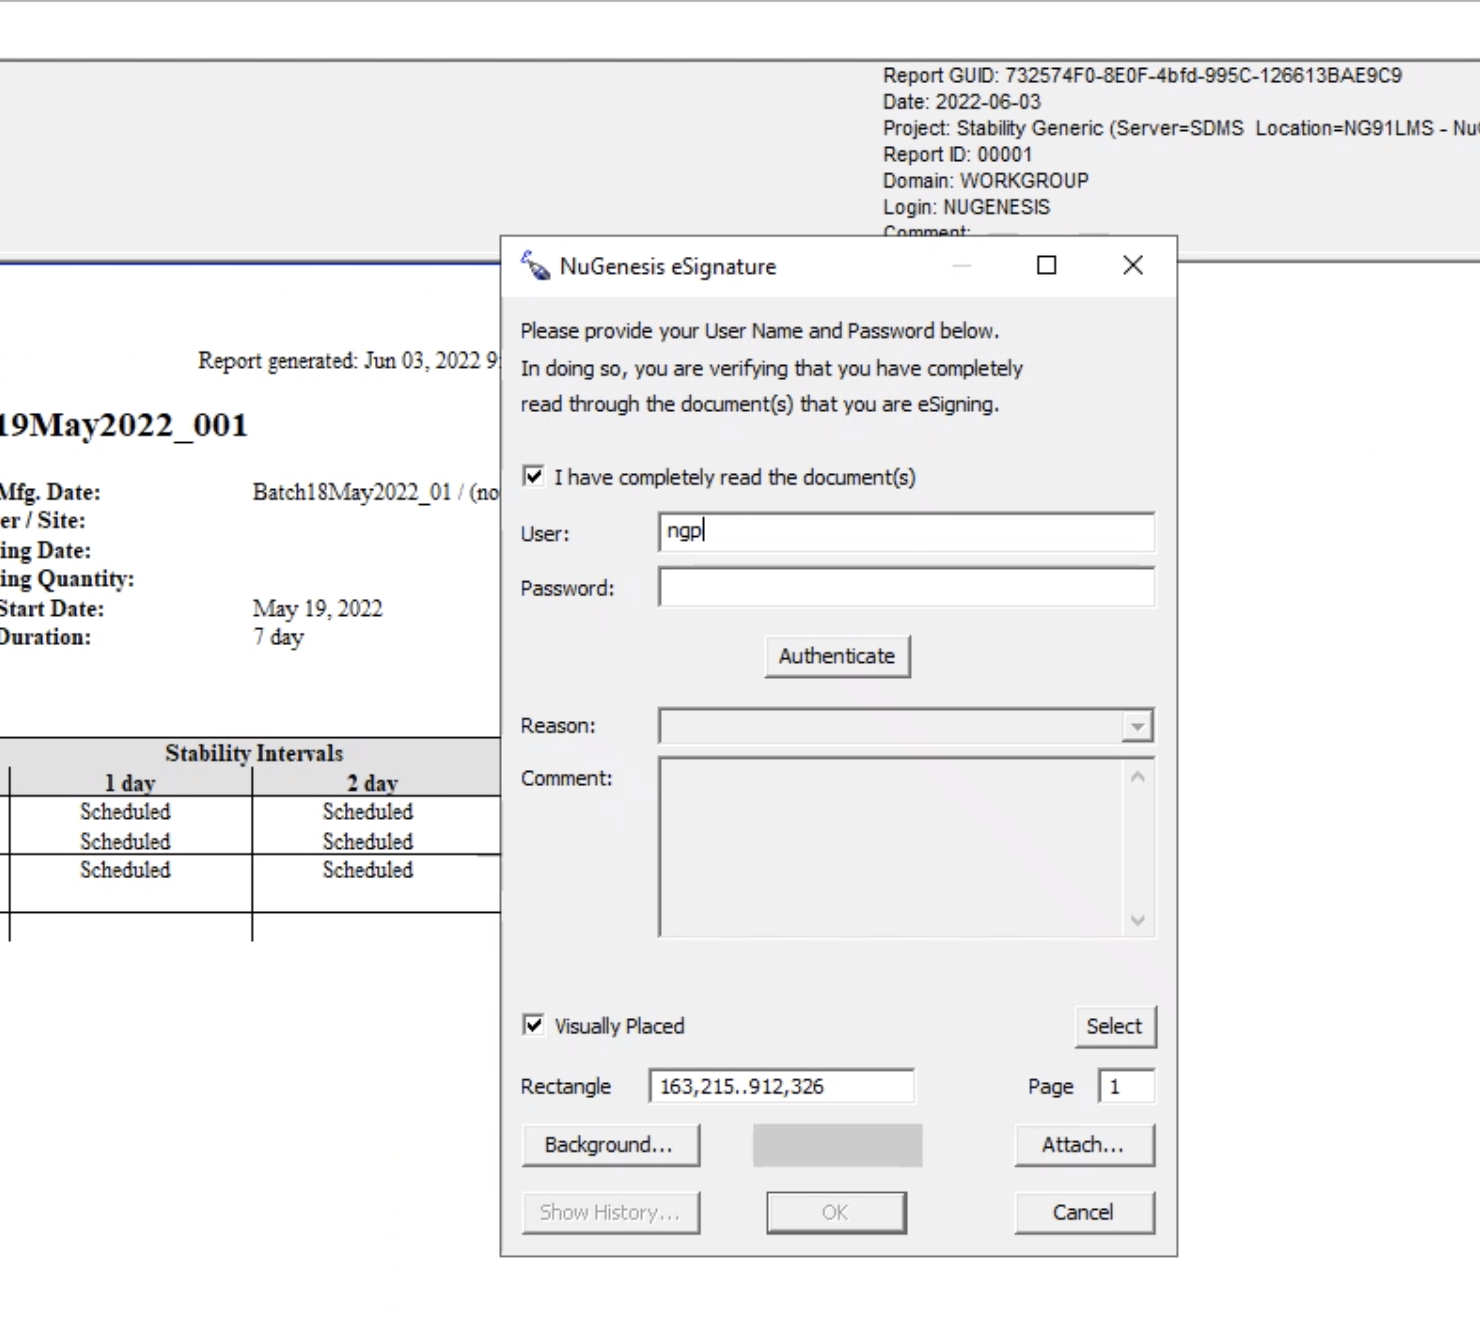 Report GUID: 732574F0-8E0F-4bfd-995C-126613BAE9C9
Date: 2022-06-03
Project: Stability Generic (Server=SDMS Location=NG91LMS - Nu
Report ID: 00001
Domain: WORKGROUP
Login: NUGENESIS
Comment:
Report generated: Jun 03, 2022 9:
19May2022_001
Mfg. Date: Batch18May2022_01 / (no
er / Site:
ing Date:
ing Quantity:
Start Date: May 19, 2022
Duration: 7 day
Stability Intervals
1 day 2 day
Scheduled Scheduled
Scheduled Scheduled
Scheduled Scheduled
NuGenesis eSignature
Please provide your User Name and Password below.
In doing so, you are verifying that you have completely
read through the document(s) that you are eSigning.
I have completely read the document(s)
User: ngp
Password:
Authenticate
Reason:
Comment:
Visually Placed Select
Rectangle 163,215..912,326 Page 1
Background... Attach...
Show History... OK Cancel